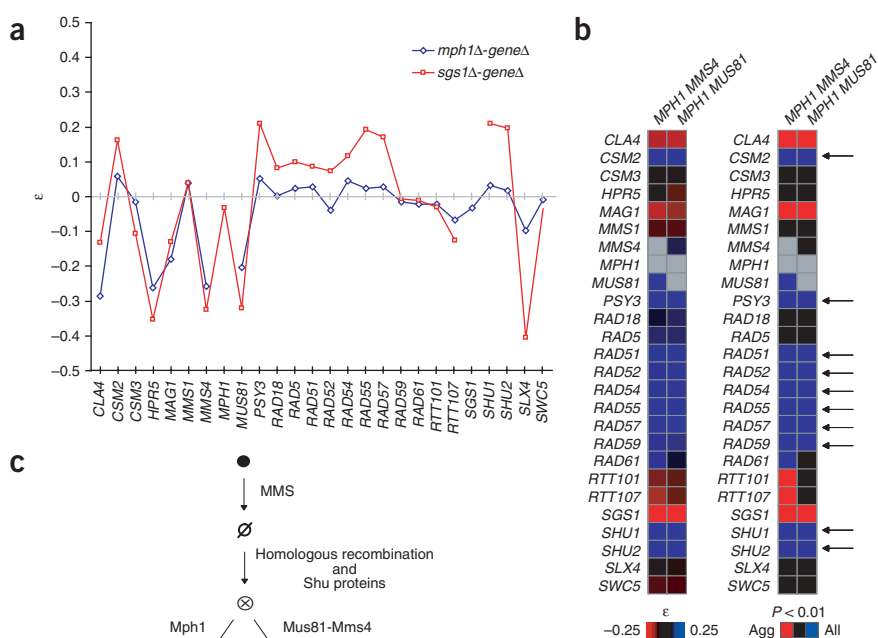 a
0.5
0.4
0.3
0.2
0.1
0
–0.1
–0.2
–0.3
–0.4
–0.5
ε
mph1Δ-geneΔ
sgs1Δ-geneΔ
CLA4
CSM2
CSM3
HPR5
MAG1
MMS1
MMS4
MPH1
MUS81
PSY3
RAD18
RAD5
RAD51
RAD52
RAD54
RAD55
RAD57
RAD59
RAD61
RTT101
RTT107
SGS1
SHU1
SHU2
SLX4
SWC5
b
MPH1 MMS4
MPH1 MUS81
CLA4
CSM2
CSM3
HPR5
MAG1
MMS1
MMS4
MPH1
MUS81
PSY3
RAD18
RAD5
RAD51
RAD52
RAD54
RAD55
RAD57
RAD59
RAD61
RTT101
RTT107
SGS1
SHU1
SHU2
SLX4
SWC5
ε
–0.25 0.25
MPH1 MMS4
MPH1 MUS81
CLA4
CSM2
CSM3
HPR5
MAG1
MMS1
MMS4
MPH1
MUS81
PSY3
RAD18
RAD5
RAD51
RAD52
RAD54
RAD55
RAD57
RAD59
RAD61
RTT101
RTT107
SGS1
SHU1
SHU2
SLX4
SWC5
P < 0.01
Agg All
c
MMS
Homologous recombination
and
Shu proteins
Mph1 Mus81-Mms4